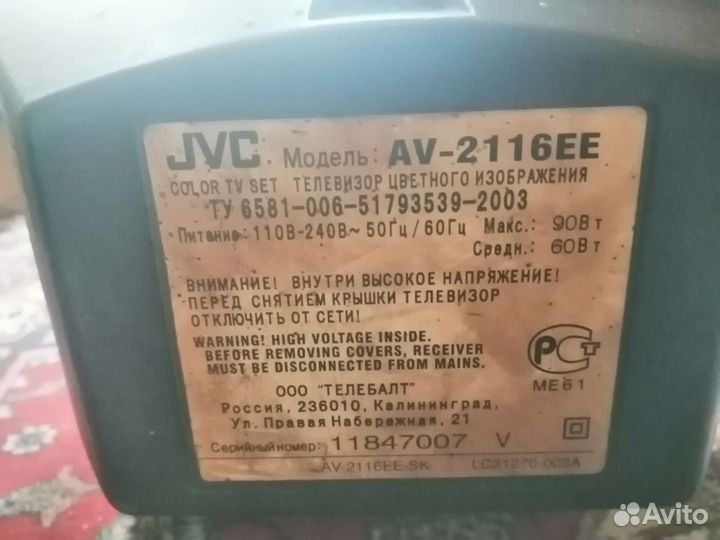 JVC Модель: AV-2116EE
COLOR TV SET ТЕЛЕВИЗОР ЦВЕТНОГО ИЗОБРАЖЕНИЯ
ТУ 6581-006-51793539-2003
Питание: 110В-240В~ 50Гц/60Гц Макс.: 90Вт
Средн.: 60Вт
ВНИМАНИЕ! ВНУТРИ ВЫСОКОЕ НАПРЯЖЕНИЕ!
ПЕРЕД СНЯТИЕМ КРЫШКИ ТЕЛЕВИЗОР
ОТКЛЮЧИТЬ ОТ СЕТИ!
WARNING! HIGH VOLTAGE INSIDE.
BEFORE REMOVING COVERS, RECEIVER
MUST BE DISCONNECTED FROM MAINS.
РСТ
МЕ61
ООО "ТЕЛЕБАЛТ"
Россия, 236010, Калининград,
Ул. Правая Набережная, 21
Серийный номер: 11847007 V
AV-2116EE-SK LC21270-003A
Avito